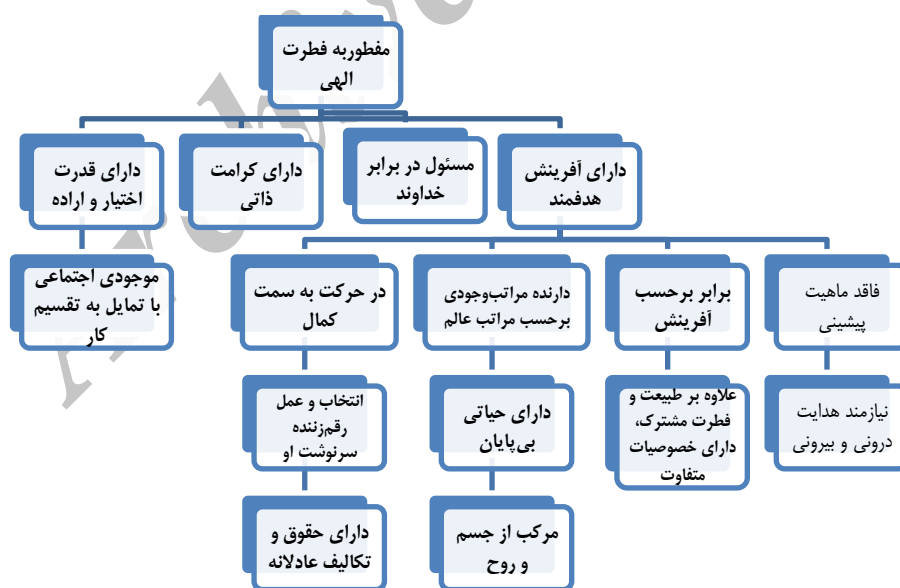 مفطوربه فطرت
الهی
دارای آفرینش
هدفمند
مسئول در برابر
خداوند
دارای کرامت
ذاتی
دارای قدرت
اختیار و اراده
فاقد ماهیت
پیشینی
برابر برحسب
آفرینش
دارنده مراتب‌وجودی
برحسب مراتب عالم
در حرکت به سمت
کمال
موجودی اجتماعی
با تمایل به تقسیم
کار
نیازمند هدایت
درونی و بیرونی
علاوه بر طبیعت و
فطرت مشترک،
دارای خصوصیات
متفاوت
دارای حیاتی
بی‌پایان
انتخاب و عمل
رقم‌زننده
سرنوشت او
مرکب از جسم
و روح
دارای حقوق و
تکالیف عادلانه